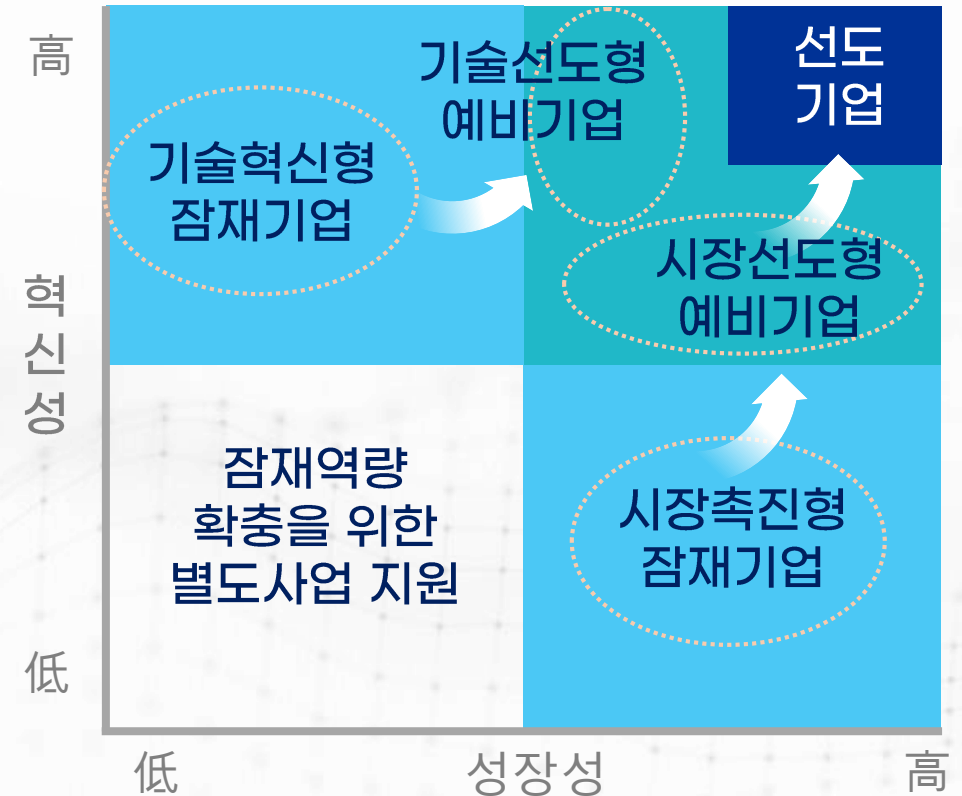 高
기술선도형
예비기업
선도
기업
기술혁신형
잠재기업
시장선도형
예비기업
혁
신
성
잠재역량
확충을 위한
별도사업 지원
시장촉진형
잠재기업
低
低
성장성
高